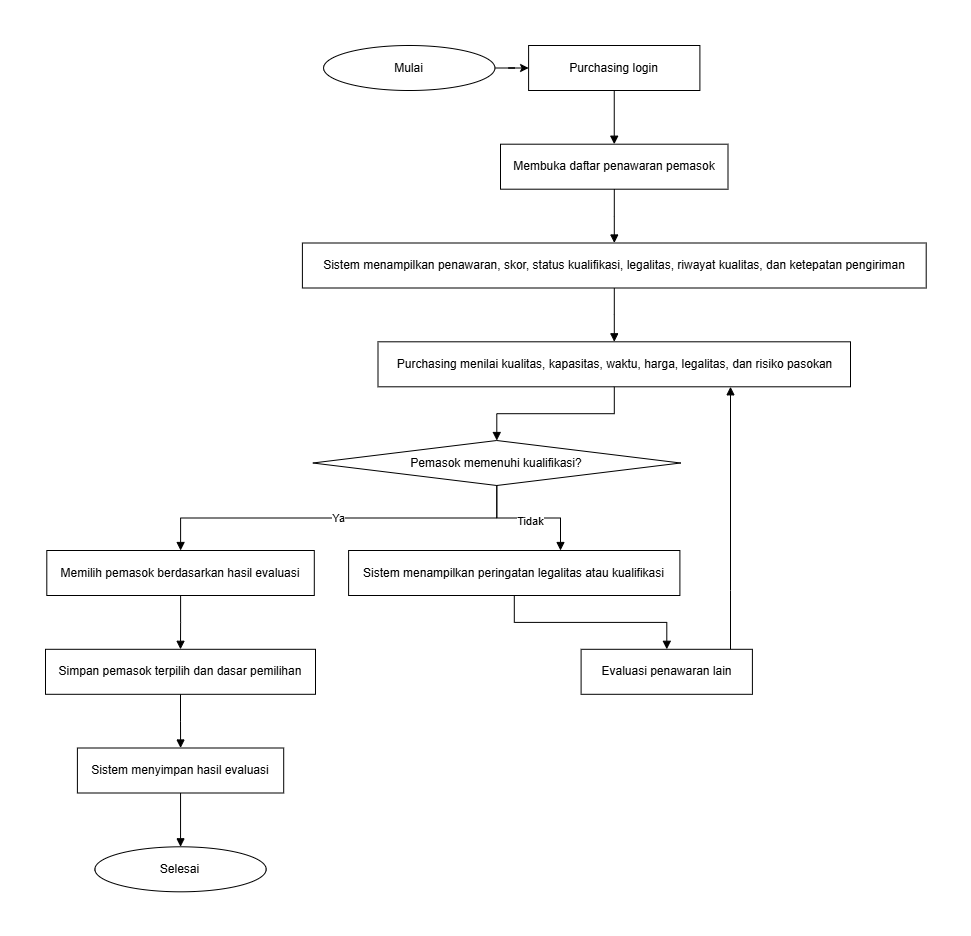 Mulai
Purchasing login
Membuka daftar penawaran pemasok
Sistem menampilkan penawaran, skor, status kualifikasi, legalitas, riwayat kualitas, dan ketepatan pengiriman
Purchasing menilai kualitas, kapasitas, waktu, harga, legalitas, dan risiko pasokan
Pemasok memenuhi kualifikasi?
Ya
Tidak
Memilih pemasok berdasarkan hasil evaluasi
Sistem menampilkan peringatan legalitas atau kualifikasi
Simpan pemasok terpilih dan dasar pemilihan
Evaluasi penawaran lain
Sistem menyimpan hasil evaluasi
Selesai